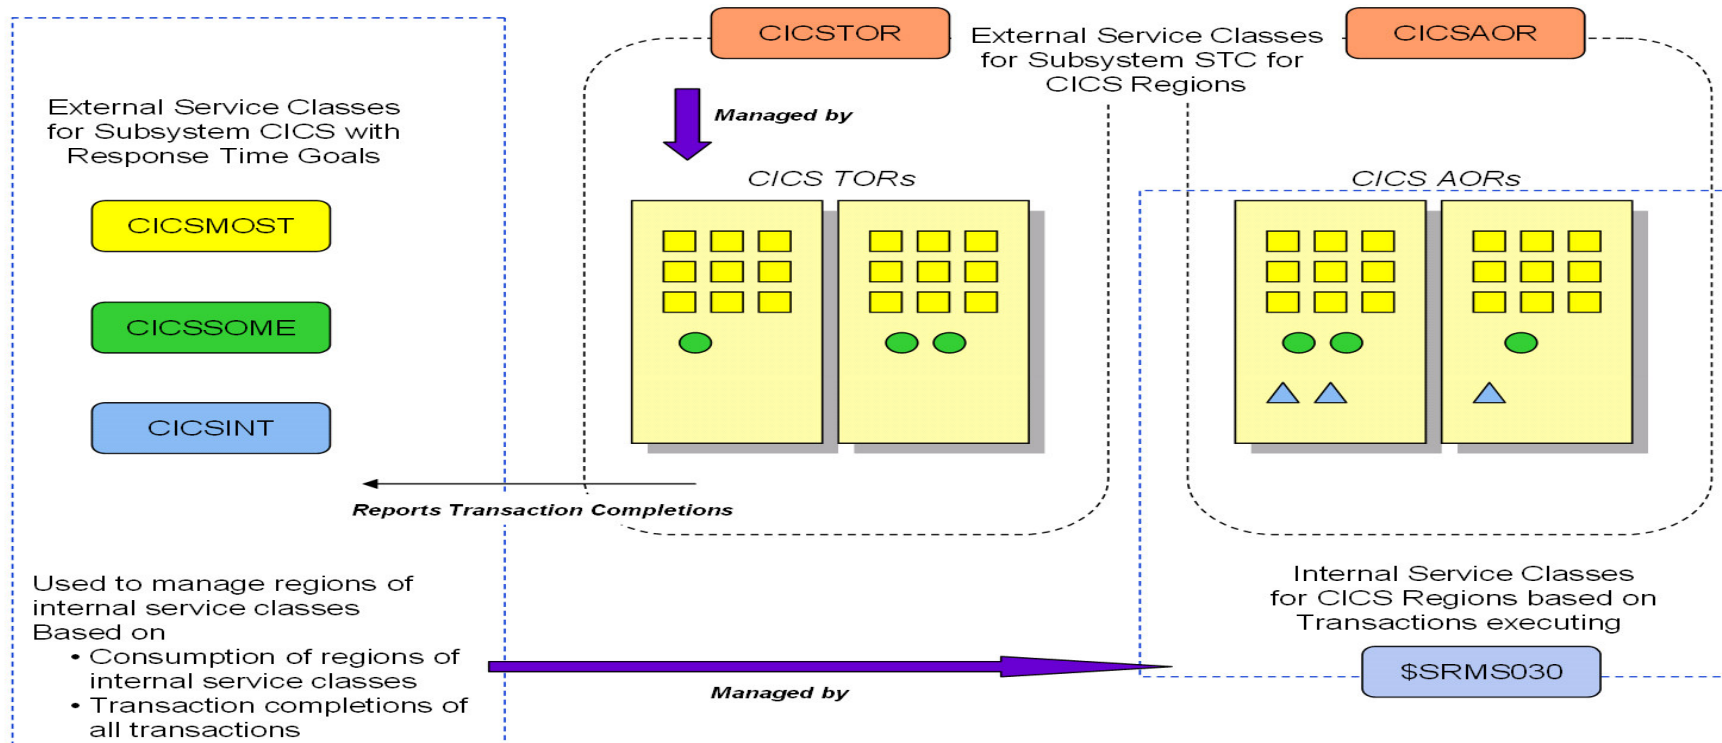 CICSTOR
External Service Classes
for Subsystem STC for
CICS Regions
CICSAOR
External Service Classes
for Subsystem CICS with
Response Time Goals
Managed by
CICS TORs
CICS AORs
CICSMOST
CICSSOME
CICSINT
Reports Transaction Completions
Used to manage regions of
internal service classes
Based on
• Consumption of regions of
internal service classes
• Transaction completions of
all transactions
Managed by
Internal Service Classes
for CICS Regions based on
Transactions executing
$SRMS030